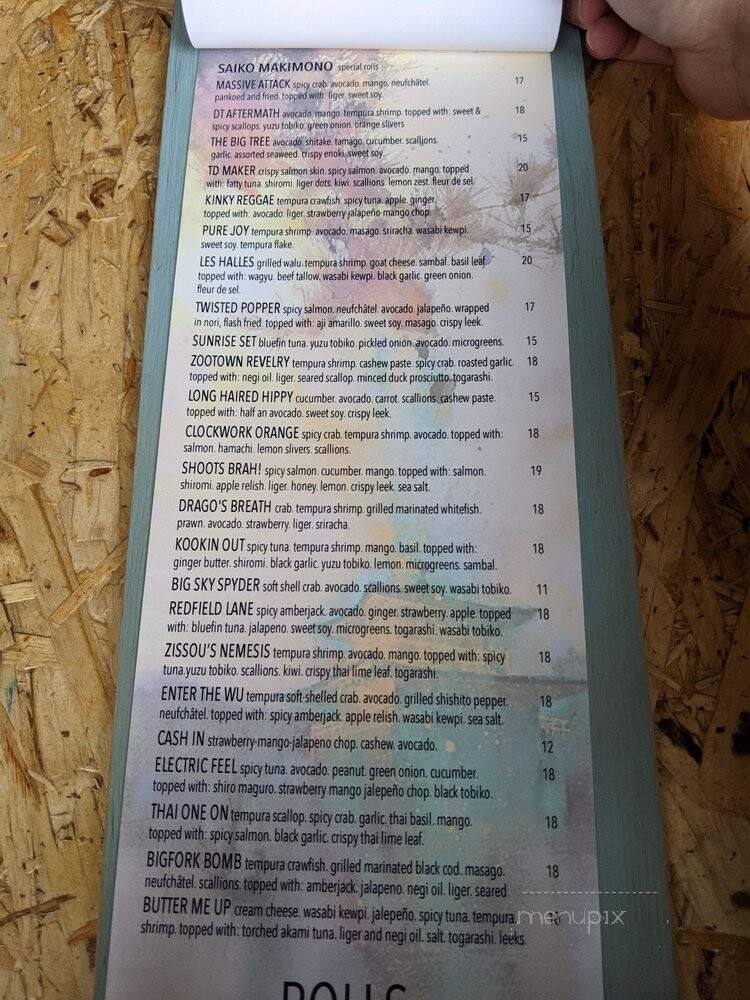 SAIKO MAKIMONO special rolls
MASSIVE ATTACK spicy crab. avocado. mango. neufchâtel. 17
pankoed and fried. topped with: liger. sweet soy.
DT AFTERMATH avocado. mango. tempura shrimp. topped with: sweet & 18
spicy scallops. yuzu tobiko. green onion. orange slivers
THE BIG TREE avocado. shitake. tamago. cucumber. scallions. 15
garlic. assorted seaweed. crispy enoki. sweet soy.
TD MAKER crispy salmon skin. spicy salmon. avocado. mango. topped 20
with: fatty tuna. shiromi. liger dots. kiwi. scallions. lemon zest. fleur de sel.
KINKY REGGAE tempura crawfish. spicy tuna. apple. ginger. 17
topped with: avocado. liger. strawberry-jalapeño-mango chop.
PURE JOY tempura shrimp. avocado. masago. sriracha. wasabi kewpi. 15
sweet soy. tempura flake.
LES HALLES grilled walu. tempura shrimp. goat cheese. sambal. basil leaf. 20
topped with: wagyu. beef tallow. wasabi kewpi. black garlic. green onion.
fleur de sel.
TWISTED POPPER spicy salmon. neufchâtel. avocado. jalapeño. wrapped 17
in nori, flash fried. topped with: aji amarillo. sweet soy. masago. crispy leek.
SUNRISE SET bluefin tuna. yuzu tobiko. pickled onion. avocado. microgreens. 15
ZOOTOWN REVELRY tempura shrimp. cashew paste. spicy crab. roasted garlic. 18
topped with: negi oil. liger. seared scallop. minced duck prosciutto. togarashi.
LONG HAIRED HIPPY cucumber. avocado. carrot. scallions. cashew paste. 15
topped with: half an avocado. sweet soy. crispy leek.
CLOCKWORK ORANGE spicy crab. tempura shrimp. avocado. topped with: 18
salmon. hamachi. lemon slivers. scallions.
SHOOTS BRAH! spicy salmon. cucumber. mango. topped with: salmon. 19
shiromi. apple relish. liger. honey. lemon. crispy leek. sea salt.
DRAGO'S BREATH crab. tempura shrimp. grilled marinated whitefish. 18
prawn. avocado. strawberry. liger. sriracha.
KOOKIN OUT spicy tuna. tempura shrimp. mango. basil. topped with: 18
ginger butter. shiromi. black garlic. yuzu tobiko. lemon. microgreens. sambal.
BIG SKY SPYDER soft shell crab. avocado. scallions. sweet soy. wasabi tobiko. 11
REDFIELD LANE spicy amberjack. avocado. ginger. strawberry. apple. topped 18
with: bluefin tuna. jalapeno. sweet soy. microgreens. togarashi. wasabi tobiko.
ZISSOU'S NEMESIS tempura shrimp. avocado. mango. topped with: spicy 18
tuna.yuzu tobiko. scallions. kiwi. crispy thai lime leaf. togarashi.
ENTER THE WU tempura soft-shelled crab. avocado. grilled shishito pepper. 18
neufchâtel. topped with: spicy amberjack. apple relish. wasabi kewpi. sea salt.
CASH IN strawberry-mango-jalapeno chop. cashew. avocado. 12
ELECTRIC FEEL spicy tuna. avocado. peanut. green onion. cucumber. 18
topped with: shiro maguro. strawberry mango jalepeño chop. black tobiko.
THAI ONE ON tempura scallop. spicy crab. garlic. thai basil. mango. 18
topped with: spicy salmon. black garlic. crispy thai lime leaf.
BIGFORK BOMB tempura crawfish. grilled marinated black cod. masago. 18
neufchâtel. scallions. topped with: amberjack. jalapeno. negi oil. liger. seared.
BUTTER ME UP cream cheese. wasabi kewpi. jalepeño. spicy tuna. tempura.
shrimp. topped with: torched akami tuna. liger and negi oil. salt. togarashi. leeks.
menupix
ROLLS